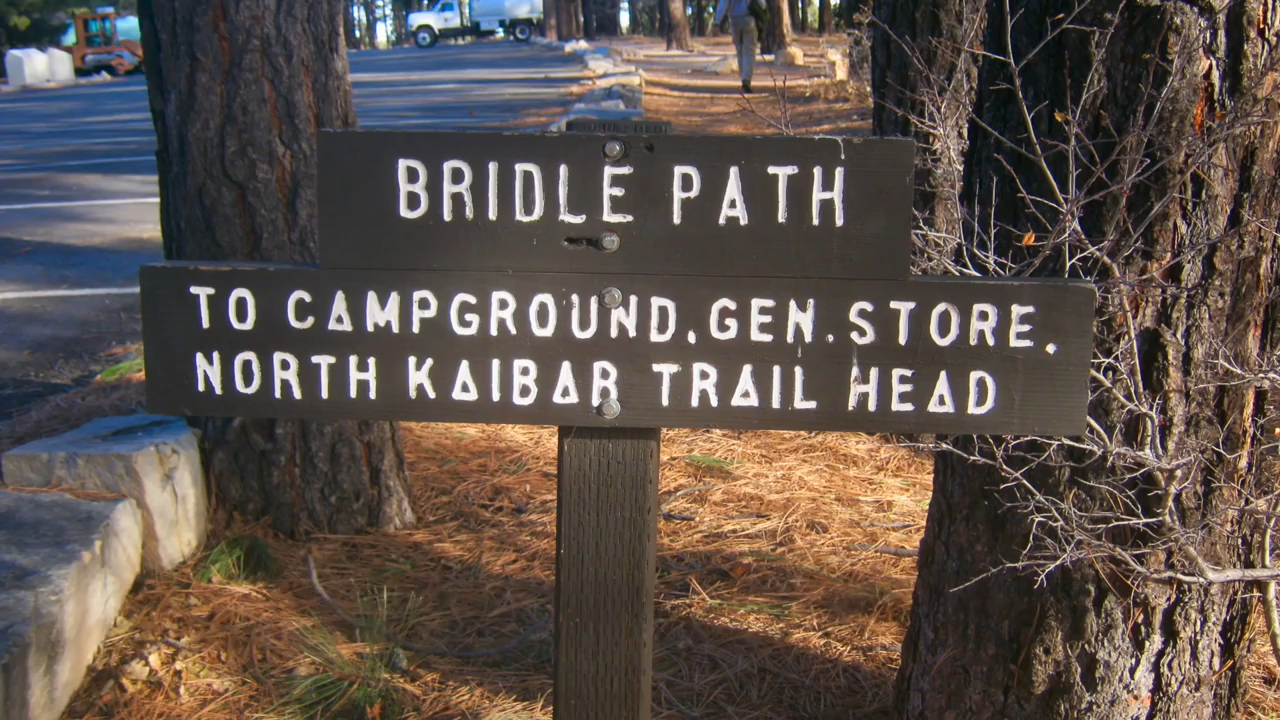 BRIDLE PATH
TO CAMPGROUND, GEN. STORE,
NORTH KAIBAB TRAIL HEAD